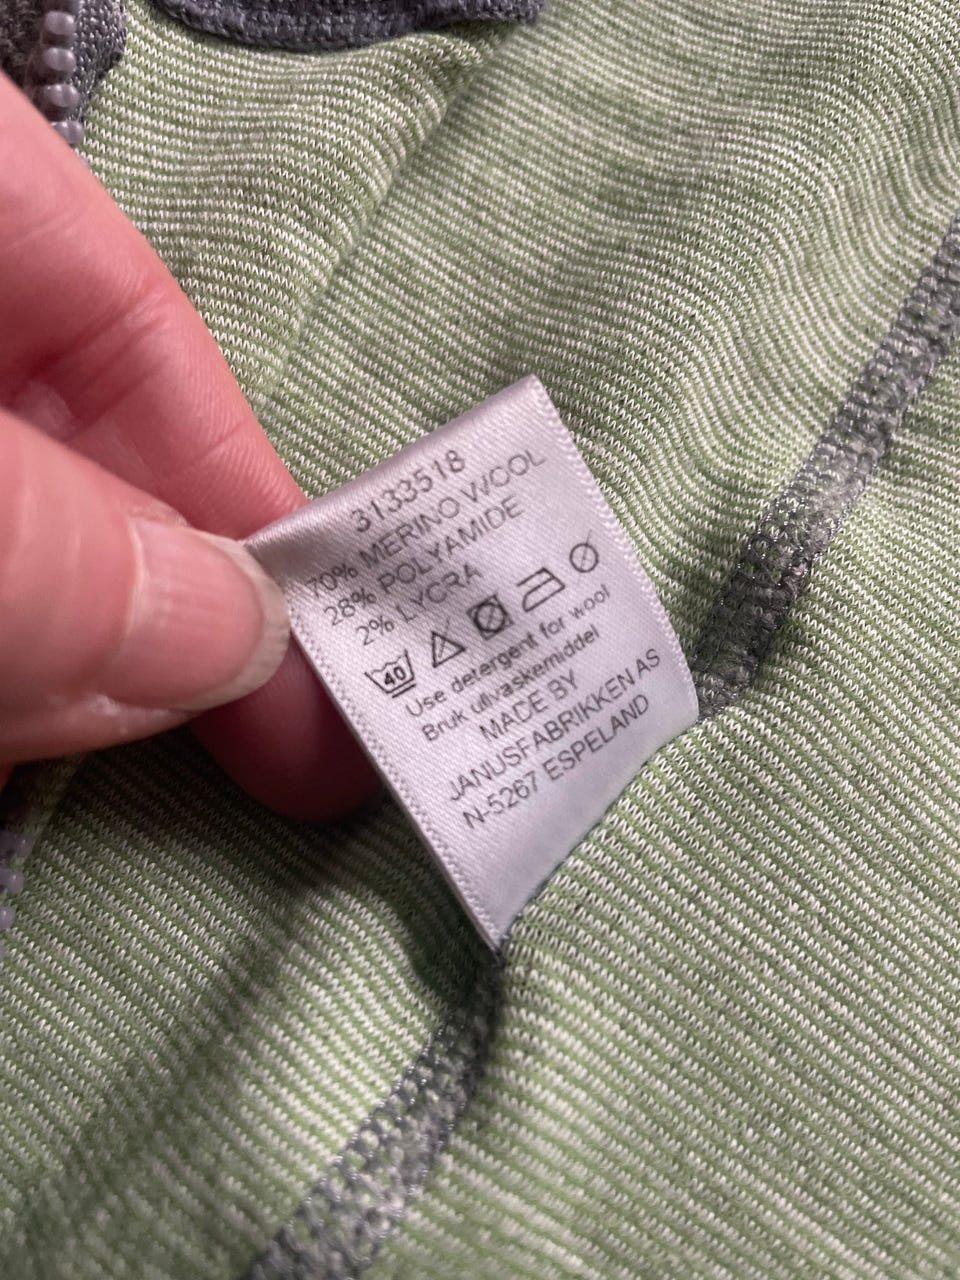 3133518
70% MERINO WOOL
28% POLYAMIDE
2% LYCRA
40
Use detergent for wool
Bruk ullvaskemiddel
MADE BY
JANUSFABRIKKEN AS
N-5267 ESPELAND